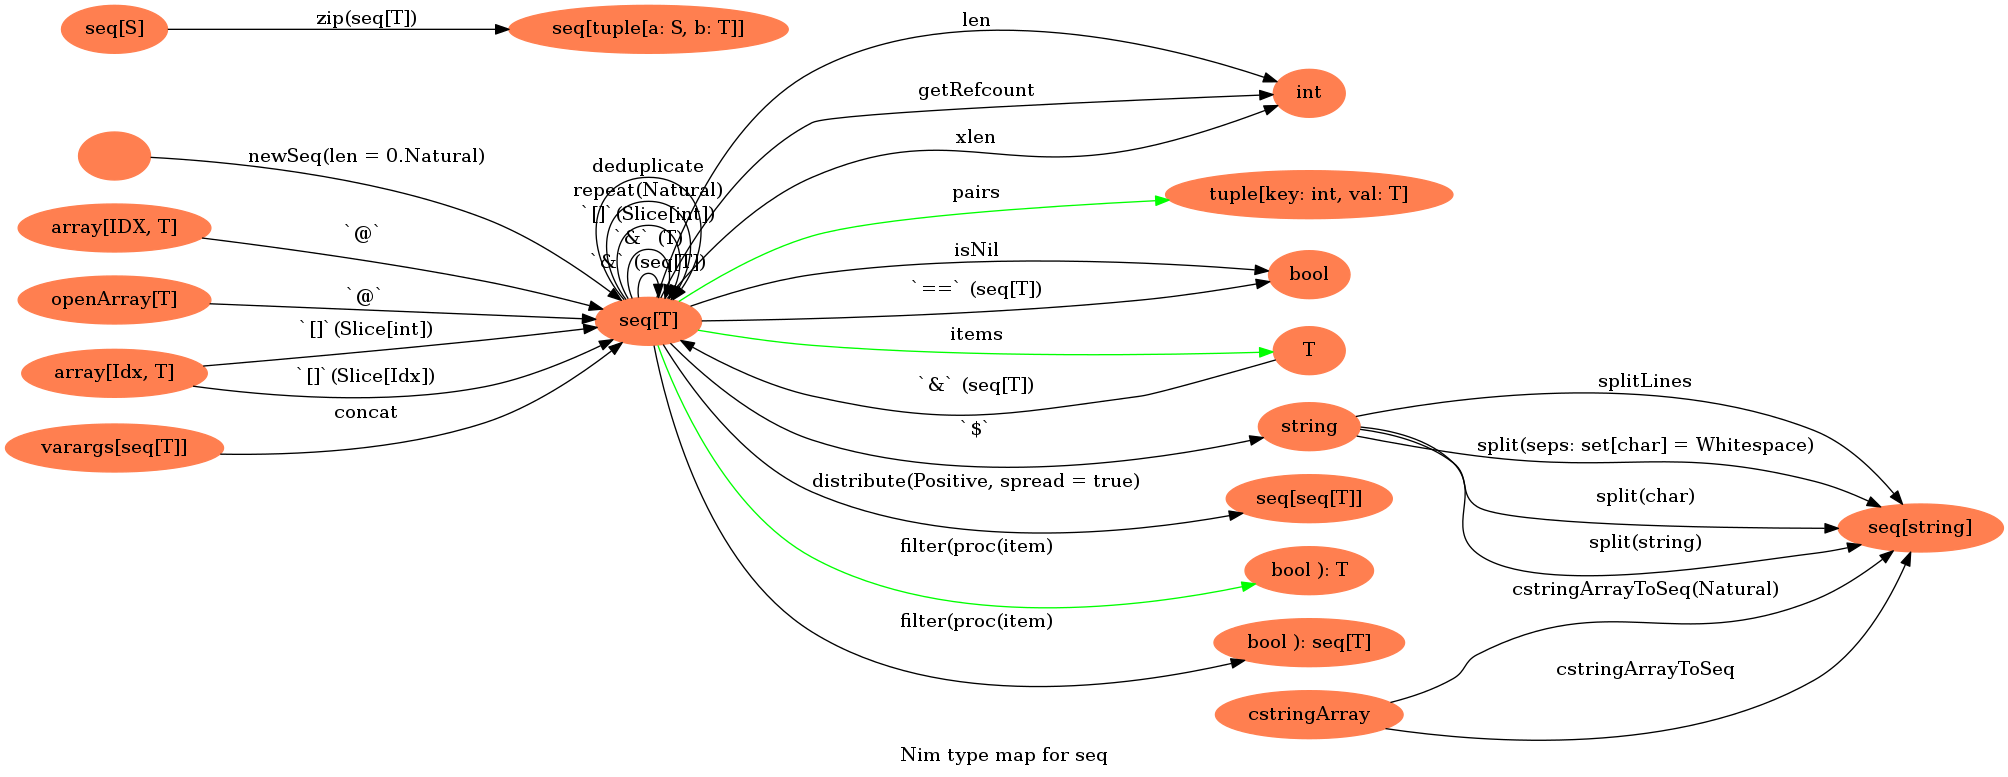 seq[S]
zip(seq[T])
seq[tuple[a: S, b: T]]
len
getRefcount
int
xlen
newSeq(len = 0.Natural)
deduplicate
repeat(Natural)
`[]`(Slice[int])
`&` (T)
`&` (seq[T])
pairs
tuple[key: int, val: T]
array[IDX, T]
`@`
isNil
bool
`==` (seq[T])
openArray[T]
`@`
seq[T]
`[]`(Slice[int])
items
T
array[Idx, T]
`[]`(Slice[Idx])
`&` (seq[T])
splitLines
concat
`$`
string
varargs[seq[T]]
split(seps: set[char] = Whitespace)
distribute(Positive, spread = true)
seq[seq[T]]
split(char)
seq[string]
split(string)
filter(proc(item)
bool ): T
cstringArrayToSeq(Natural)
filter(proc(item)
bool ): seq[T]
cstringArrayToSeq
cstringArray
Nim type map for seq